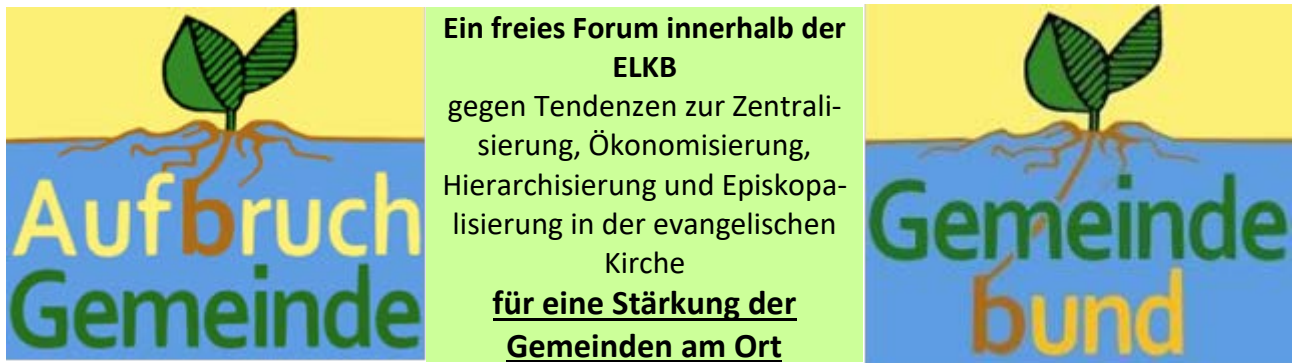 Aufbruch
Gemeinde
Ein freies Forum innerhalb der
ELKB
gegen Tendenzen zur Zentrali-
sierung, Ökonomisierung,
Hierarchisierung und Episkopa-
lisierung in der evangelischen
Kirche
für eine Stärkung der
Gemeinden am Ort
Gemeinde
bund